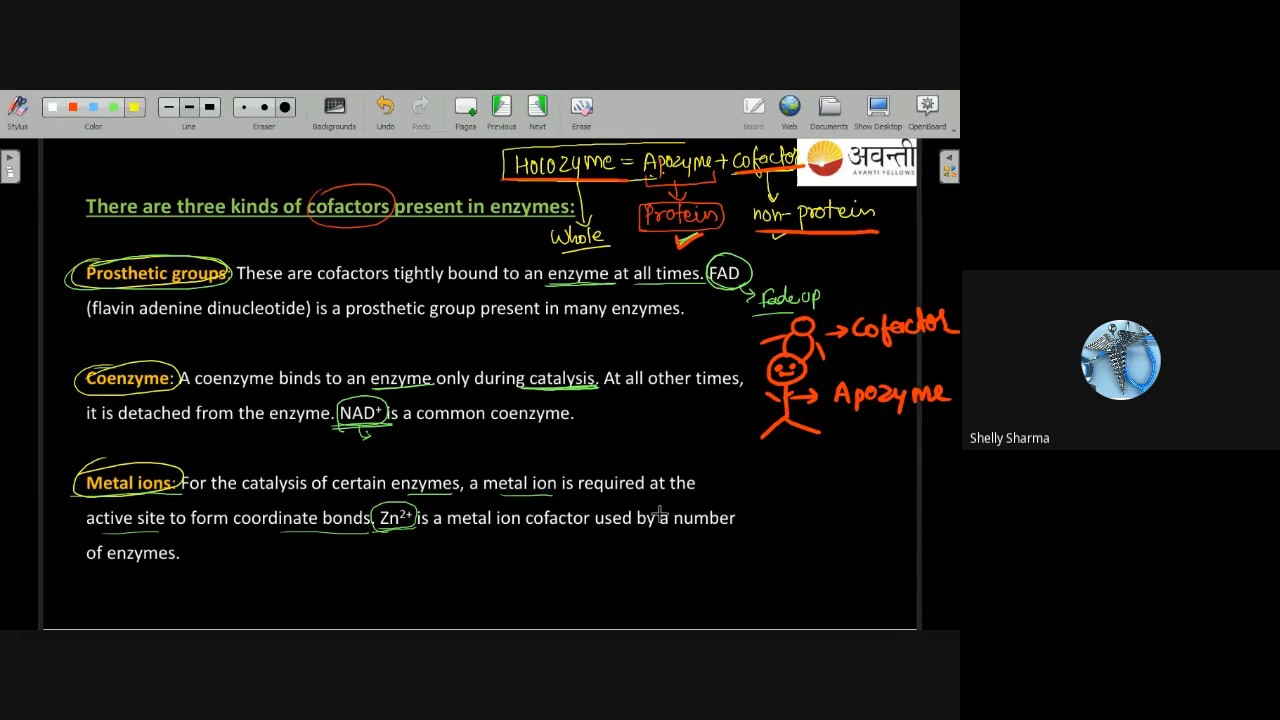 Stylus
Color
Line
Eraser
Backgrounds
Undo
Redo
Pages
Previous
Next
Erase
Board
Web
Documents
Show Desktop
OpenBoard
Holozyme = Apozyme + Cofactor
अवन्ती
AVANTI FELLOWS
There are three kinds of cofactors present in enzymes:
Protein
non-protein
Whole
Prosthetic groups: These are cofactors tightly bound to an enzyme at all times. FAD
Fade up
(flavin adenine dinucleotide) is a prosthetic group present in many enzymes.
Cofactor
Coenzyme: A coenzyme binds to an enzyme only during catalysis. At all other times,
Apozyme
it is detached from the enzyme. NAD⁺ is a common coenzyme.
Shelly Sharma
Metal ions: For the catalysis of certain enzymes, a metal ion is required at the
active site to form coordinate bonds. Zn²⁺ is a metal ion cofactor used by a number
of enzymes.